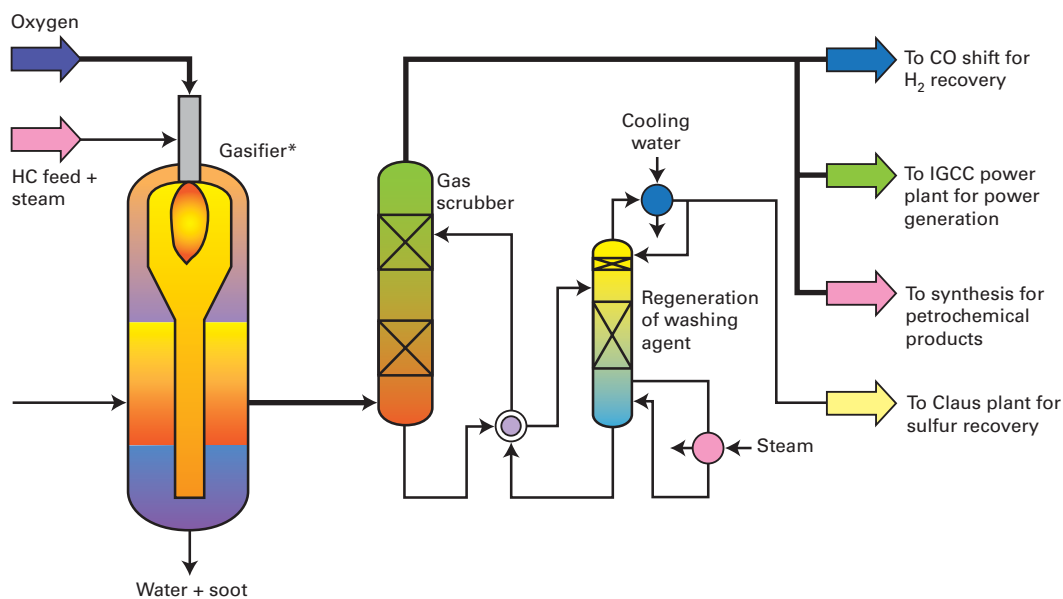 Oxygen
HC feed +
steam
Gasifier*
Water + soot
Gas
scrubber
Cooling
water
Regeneration
of washing
agent
Steam
To CO shift for
H₂ recovery
To IGCC power
plant for power
generation
To synthesis for
petrochemical
products
To Claus plant for
sulfur recovery